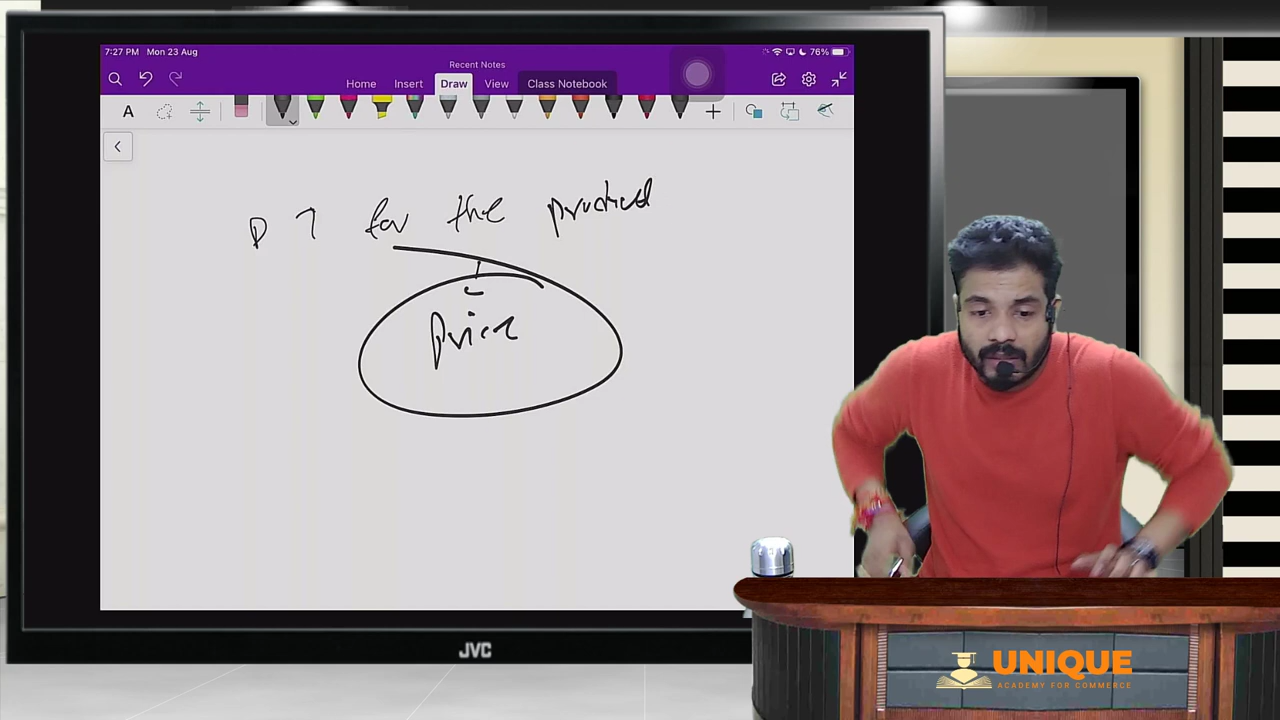 7:27 PM Mon 23 Aug
76%
Recent Notes
Home Insert Draw View Class Notebook
A
D ↑ for the product
Price
JVC
UNIQUE
ACADEMY FOR COMMERCE